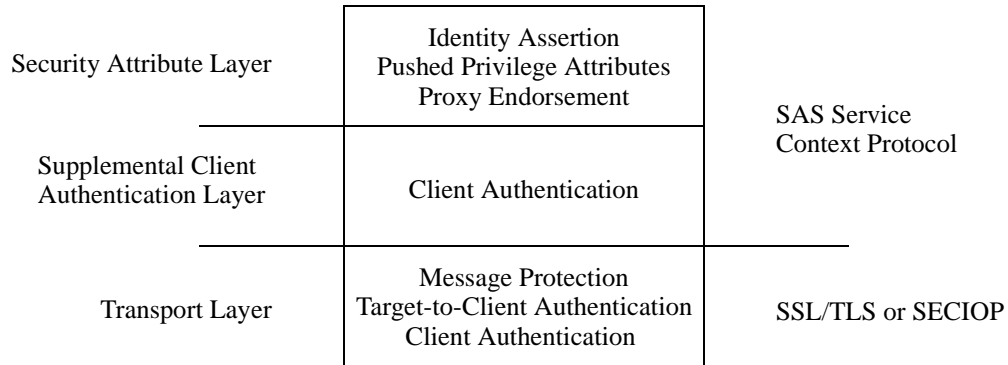 Security Attribute Layer
Identity Assertion
Pushed Privilege Attributes
Proxy Endorsement
SAS Service
Context Protocol
Supplemental Client
Authentication Layer
Client Authentication
Transport Layer
Message Protection
Target-to-Client Authentication
Client Authentication
SSL/TLS or SECIOP